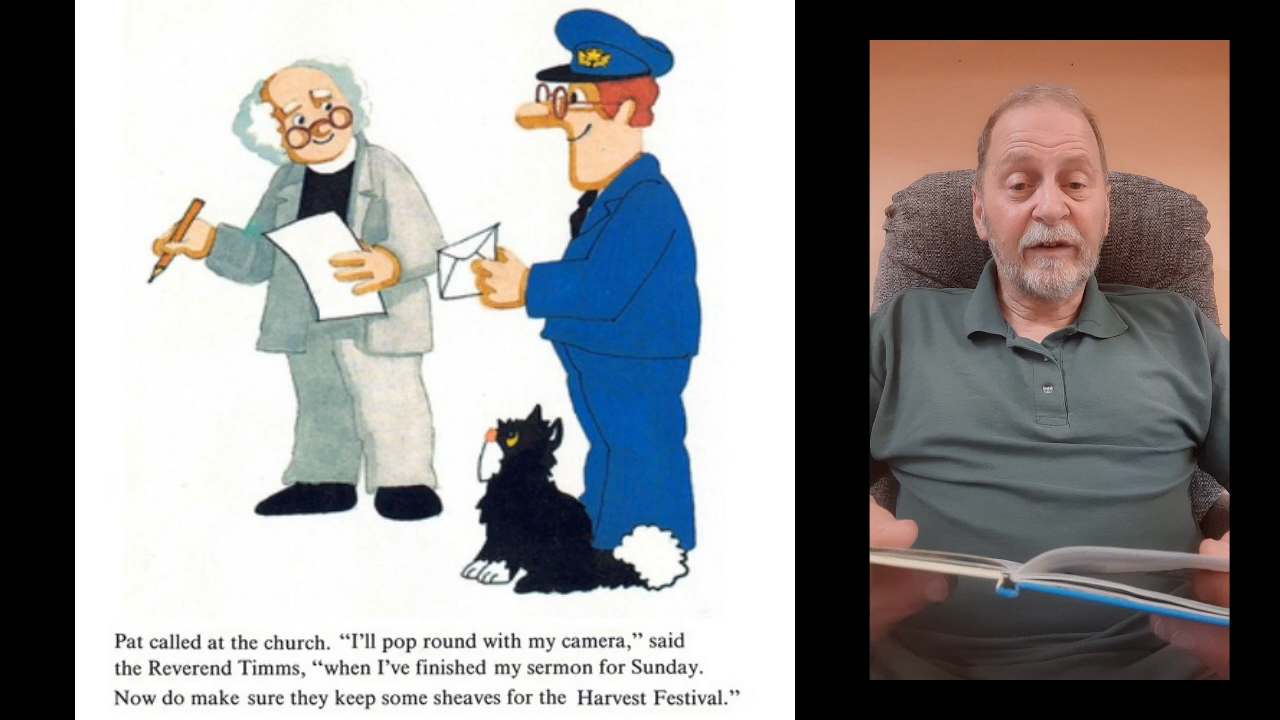 Pat called at the church. “I’ll pop round with my camera,” said
the Reverend Timms, “when I’ve finished my sermon for Sunday.
Now do make sure they keep some sheaves for the Harvest Festival.”